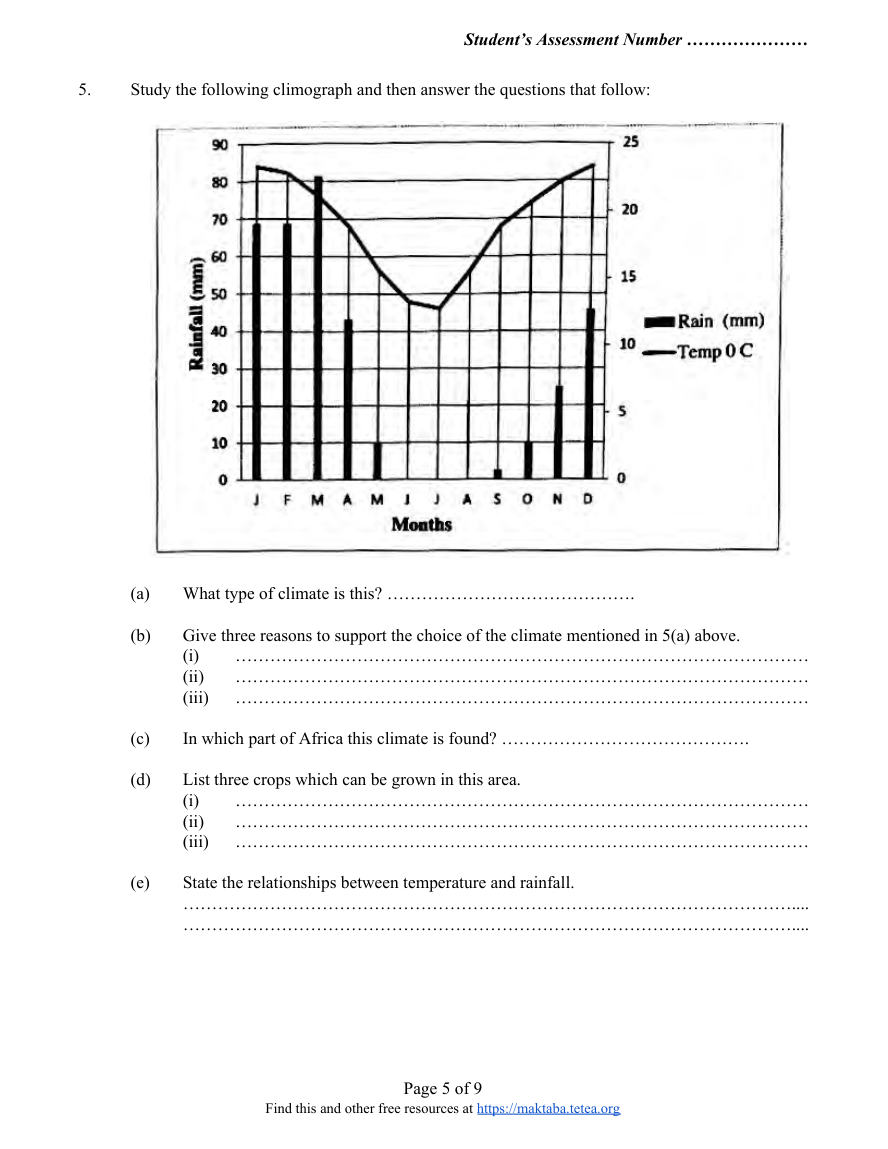 Student's Assessment Number …………………
5. Study the following climograph and then answer the questions that follow:
90 25
80
70 20
60
50 15
40
30 10
20 5
10
0 0
Rainfall (mm)
Rain (mm)
Temp 0 C
J F M A M J J A S O N D
Months
(a) What type of climate is this? …………………………………….
(b) Give three reasons to support the choice of the climate mentioned in 5(a) above.
(i) ………………………………………………………………………………………
(ii) ………………………………………………………………………………………
(iii) ………………………………………………………………………………………
(c) In which part of Africa this climate is found? …………………………………….
(d) List three crops which can be grown in this area.
(i) ………………………………………………………………………………………
(ii) ………………………………………………………………………………………
(iii) ………………………………………………………………………………………
(e) State the relationships between temperature and rainfall.
……………………………………………………………………………………………....
……………………………………………………………………………………………....
Page 5 of 9
Find this and other free resources at https://maktaba.tetea.org